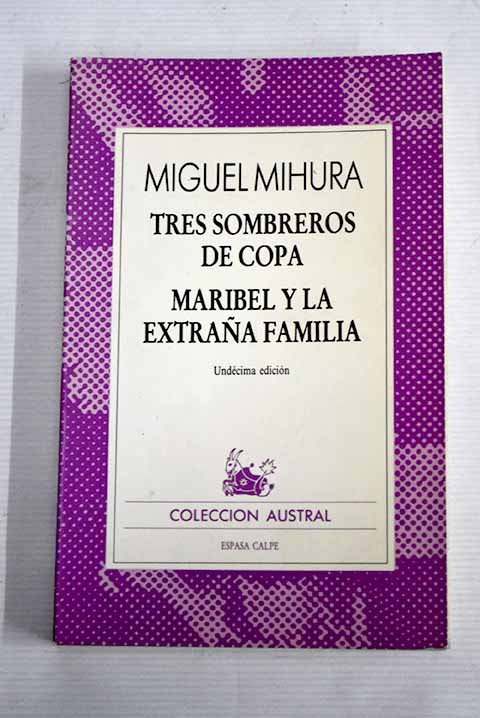 MIGUEL MIHURA
TRES SOMBREROS
DE COPA
MARIBEL Y LA
EXTRAÑA FAMILIA
Undécima edición
COLECCION AUSTRAL
ESPASA CALPE